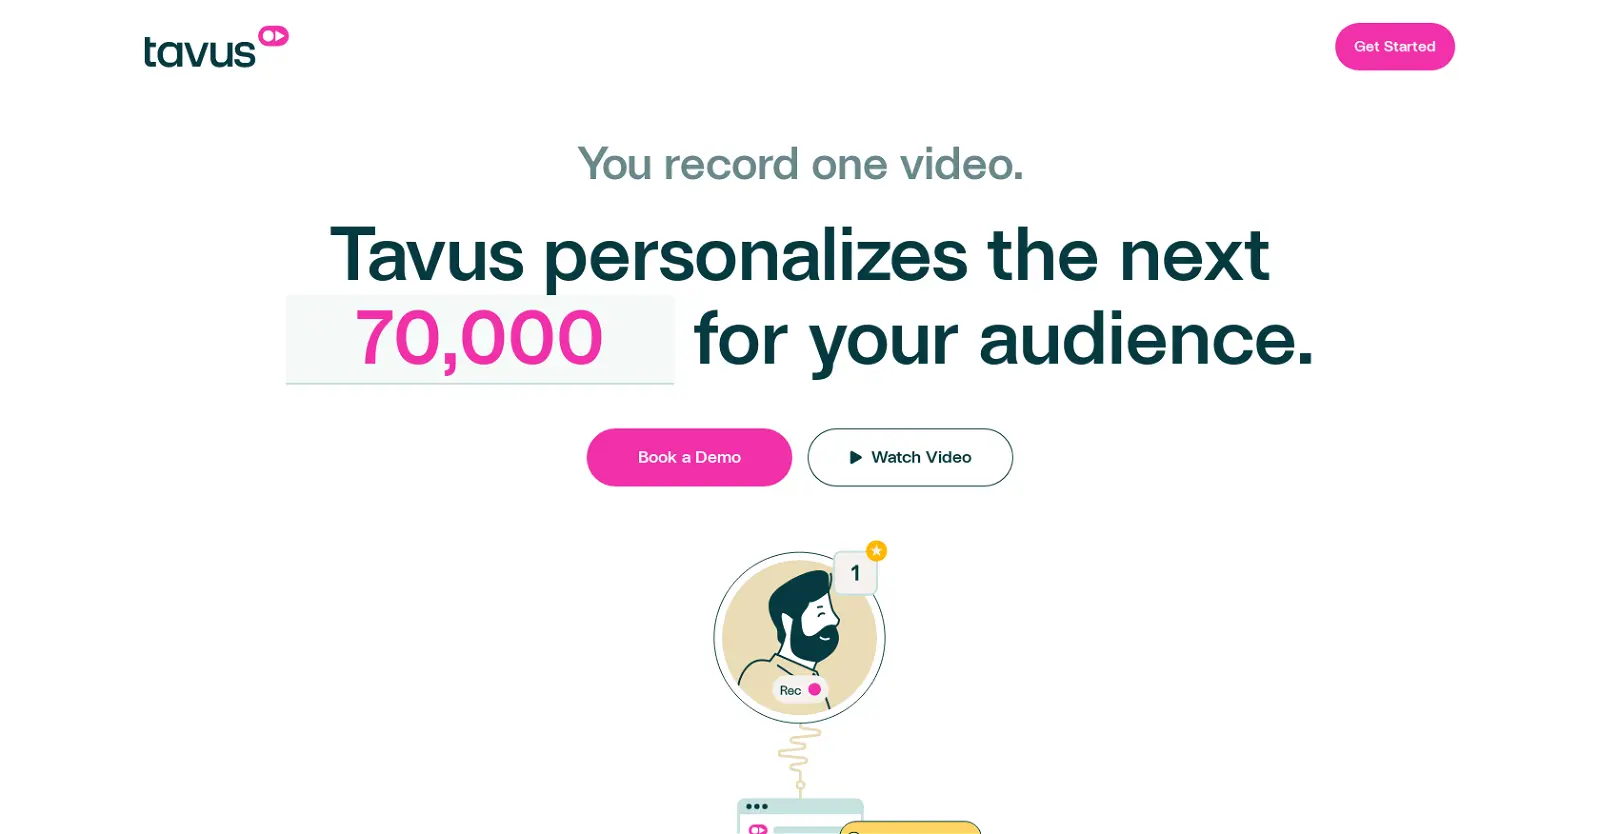 tavus
Get Started
You record one video.
Tavus personalizes the next
70,000 for your audience.
Book a Demo
Watch Video
1
Rec